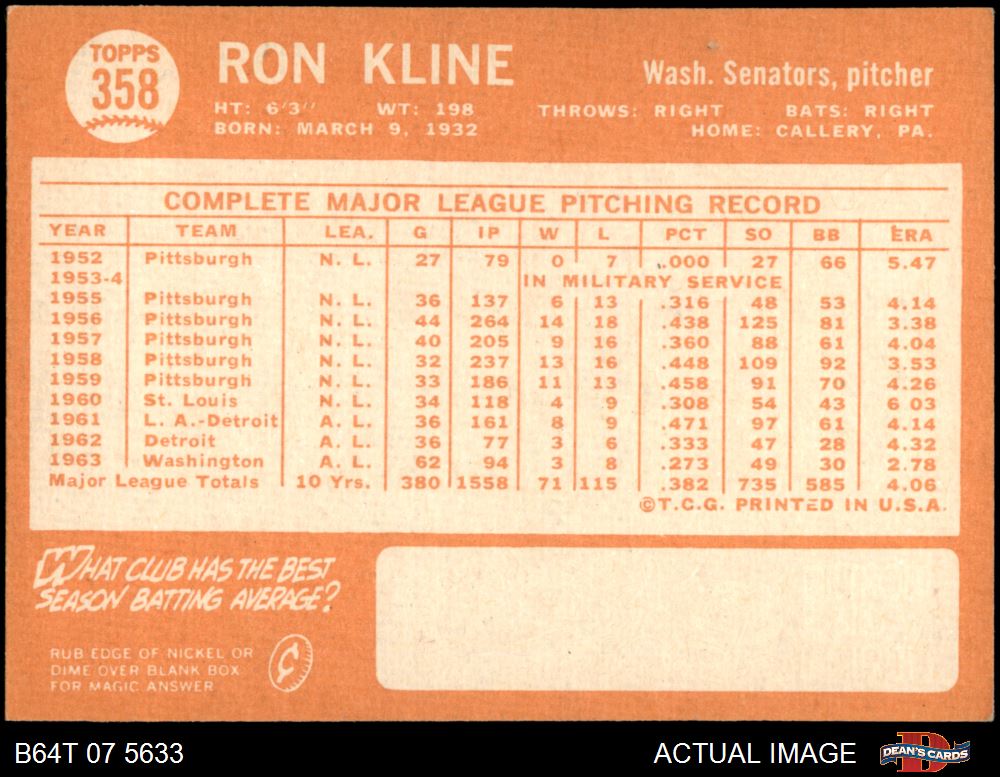 TOPPS
358
RON KLINE
Wash. Senators, pitcher
HT: 6'3" WT: 198 THROWS: RIGHT BATS: RIGHT
BORN: MARCH 9, 1932 HOME: CALLERY, PA.
COMPLETE MAJOR LEAGUE PITCHING RECORD
YEAR TEAM LEA. G IP W L PCT SO BB ERA
1952 Pittsburgh N. L. 27 79 0 7 .000 27 66 5.47
1953-4 IN MILITARY SERVICE
1955 Pittsburgh N. L. 36 137 6 13 .316 48 53 4.14
1956 Pittsburgh N. L. 44 264 14 18 .438 125 81 3.38
1957 Pittsburgh N. L. 40 205 9 16 .360 88 61 4.04
1958 Pittsburgh N. L. 32 237 13 16 .448 109 92 3.53
1959 Pittsburgh N. L. 33 186 11 13 .458 91 70 4.26
1960 St. Louis N. L. 34 118 4 9 .308 54 43 6.03
1961 L. A.-Detroit A. L. 36 161 8 9 .471 97 61 4.14
1962 Detroit A. L. 36 77 3 6 .333 47 28 4.32
1963 Washington A. L. 62 94 3 8 .273 49 30 2.78
Major League Totals 10 Yrs. 380 1558 71 115 .382 735 585 4.06
©T.C.G. PRINTED IN U.S.A.
WHAT CLUB HAS THE BEST
SEASON BATTING AVERAGE?
RUB EDGE OF NICKEL OR
DIME OVER BLANK BOX
FOR MAGIC ANSWER
B64T 07 5633 ACTUAL IMAGE
D
DEAN'S CARDS